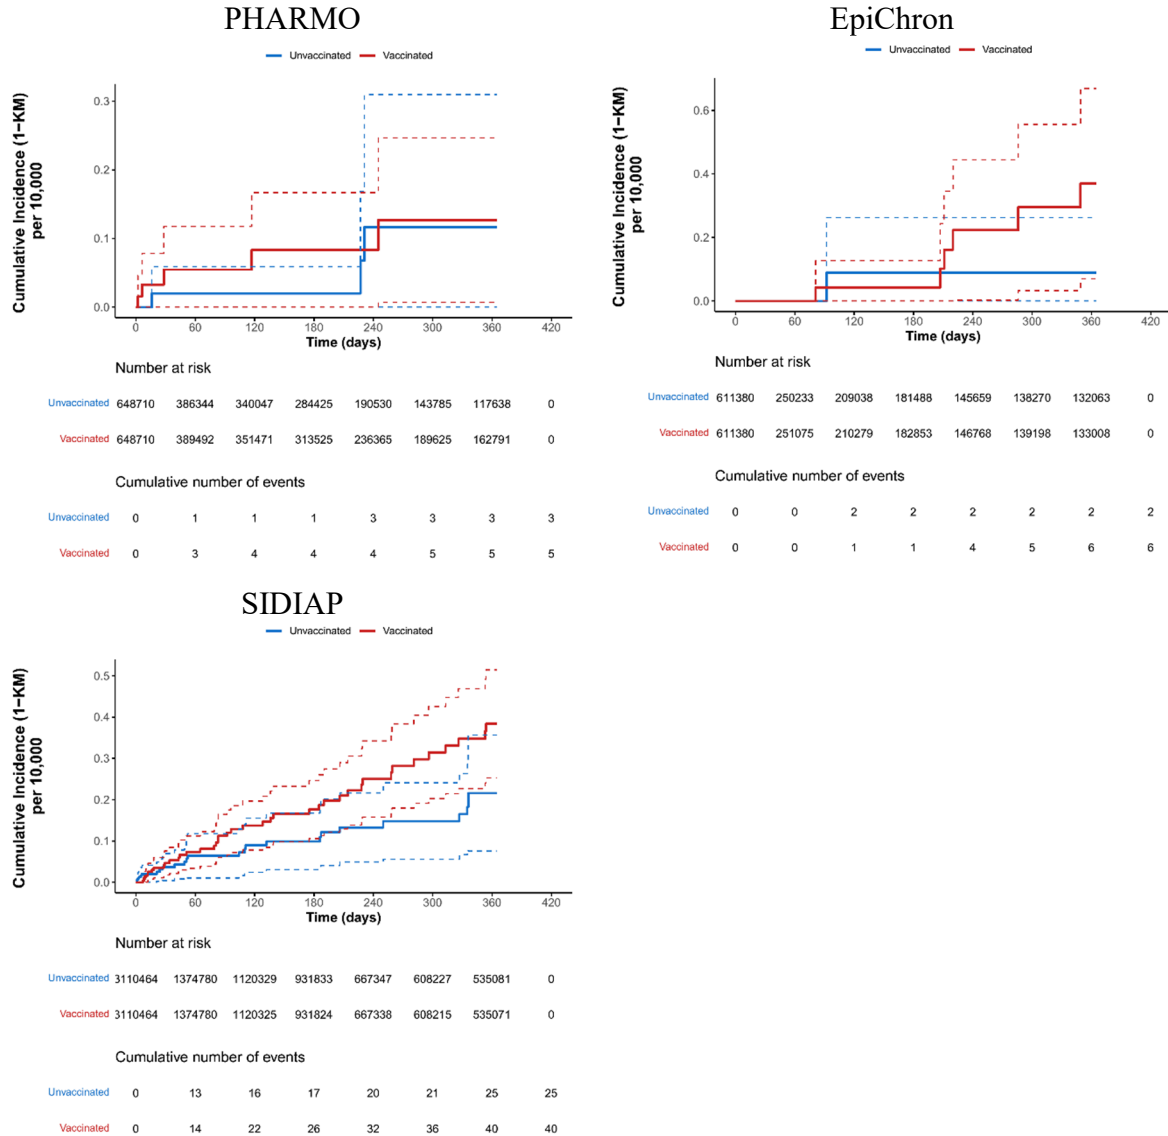 PHARMO
Unvaccinated Vaccinated
Cumulative Incidence (1−KM)
per 10,000
0.3
0.2
0.1
0.0
0 60 120 180 240 300 360 420
Time (days)
Number at risk
Unvaccinated 648710 386344 340047 284425 190530 143785 117638 0
Vaccinated 648710 389492 351471 313525 236365 189625 162791 0
Cumulative number of events
Unvaccinated 0 1 1 1 3 3 3 3
Vaccinated 0 3 4 4 4 5 5 5
EpiChron
Unvaccinated Vaccinated
Cumulative Incidence (1−KM)
per 10,000
0.6
0.4
0.2
0.0
0 60 120 180 240 300 360 420
Time (days)
Number at risk
Unvaccinated 611380 250233 209038 181488 145659 138270 132063 0
Vaccinated 611380 251075 210279 182853 146768 139198 133008 0
Cumulative number of events
Unvaccinated 0 0 2 2 2 2 2 2
Vaccinated 0 0 1 1 4 5 6 6
SIDIAP
Unvaccinated Vaccinated
Cumulative Incidence (1−KM)
per 10,000
0.5
0.4
0.3
0.2
0.1
0.0
0 60 120 180 240 300 360 420
Time (days)
Number at risk
Unvaccinated 3110464 1374780 1120329 931833 667347 608227 535081 0
Vaccinated 3110464 1374780 1120325 931824 667338 608215 535071 0
Cumulative number of events
Unvaccinated 0 13 16 17 20 21 25 25
Vaccinated 0 14 22 26 32 36 40 40